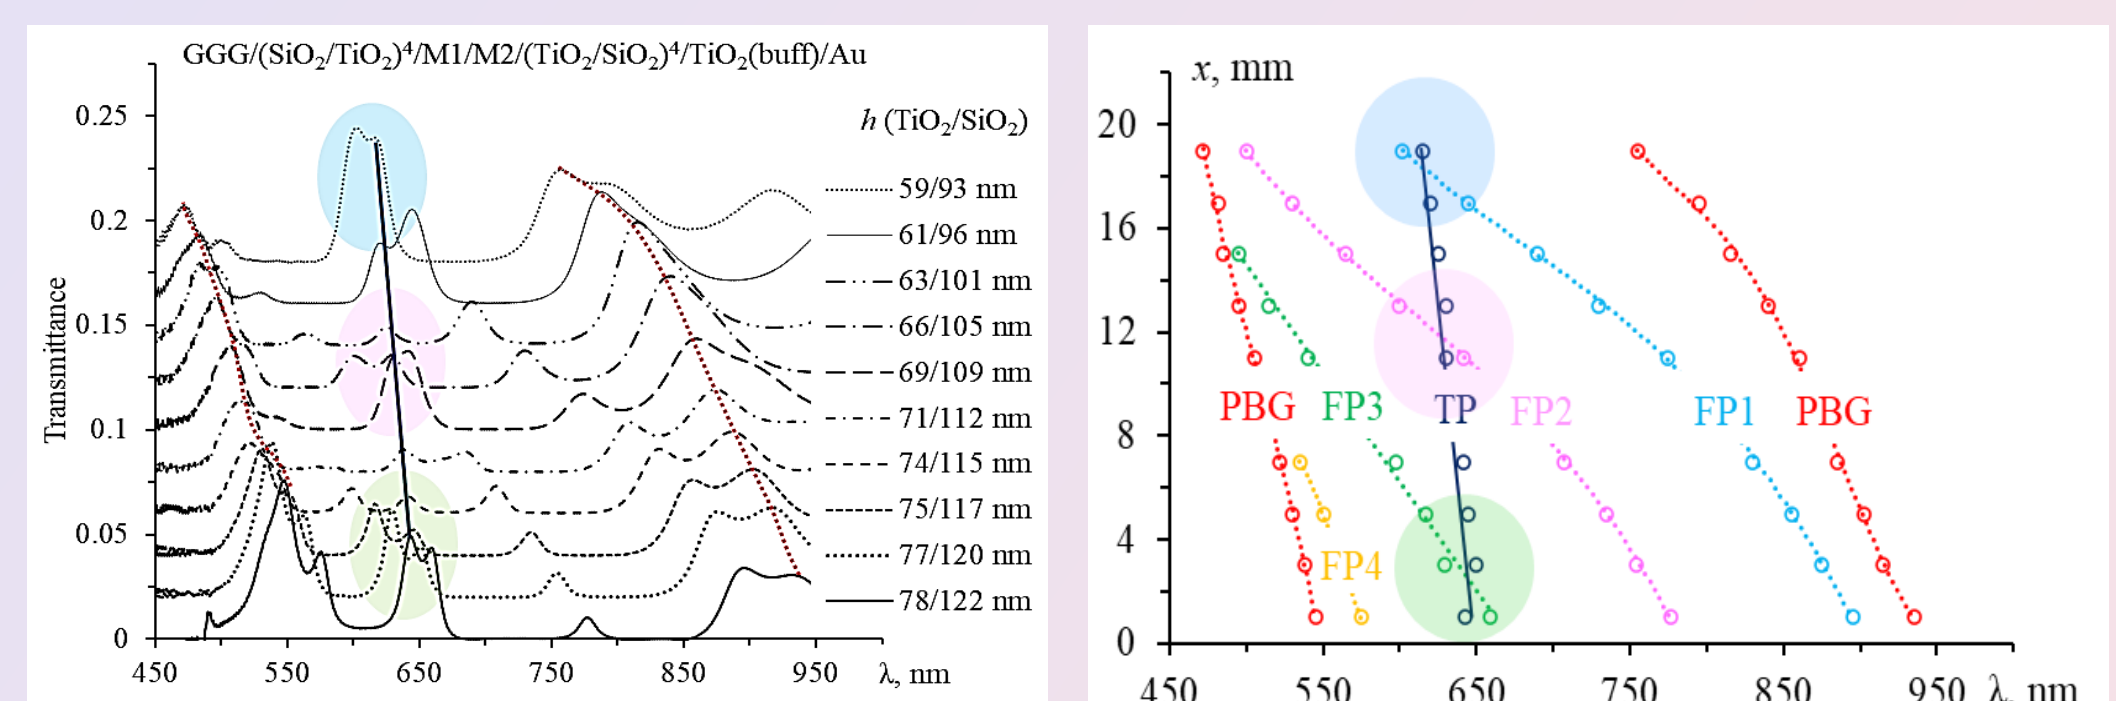 GGG/(SiO₂/TiO₂)⁴/M1/M2/(TiO₂/SiO₂)⁴/TiO₂(buff)/Au
h (TiO₂/SiO₂)
59/93 nm
61/96 nm
63/101 nm
66/105 nm
69/109 nm
71/112 nm
74/115 nm
75/117 nm
77/120 nm
78/122 nm
Transmittance
0.25
0.2
0.15
0.1
0.05
0
450 550 650 750 850 950 λ, nm
x, mm
20
16
12
8
4
0
PBG FP3 TP FP2 FP1 PBG
FP4
450 550 650 750 850 950 λ, nm